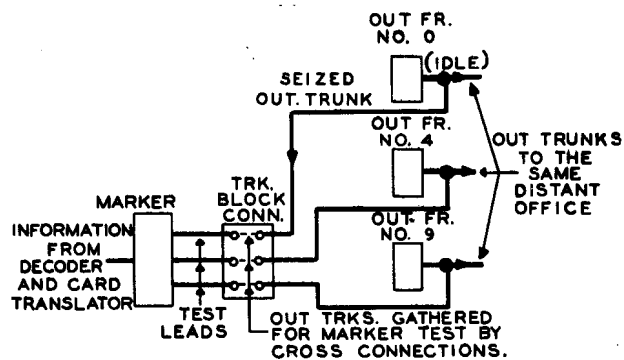 OUT FR.
NO. 0
(IDLE)
SEIZED
OUT. TRUNK
OUT FR.
NO. 4
OUT TRUNKS
TO THE
SAME
DISTANT
OFFICE
TRK.
BLOCK
CONN.
MARKER
OUT. FR.
NO. 9
INFORMATION
FROM
DECODER
AND CARD
TRANSLATOR
TEST
LEADS
OUT TRKS. GATHERED
FOR MARKER TEST BY
CROSS CONNECTIONS.